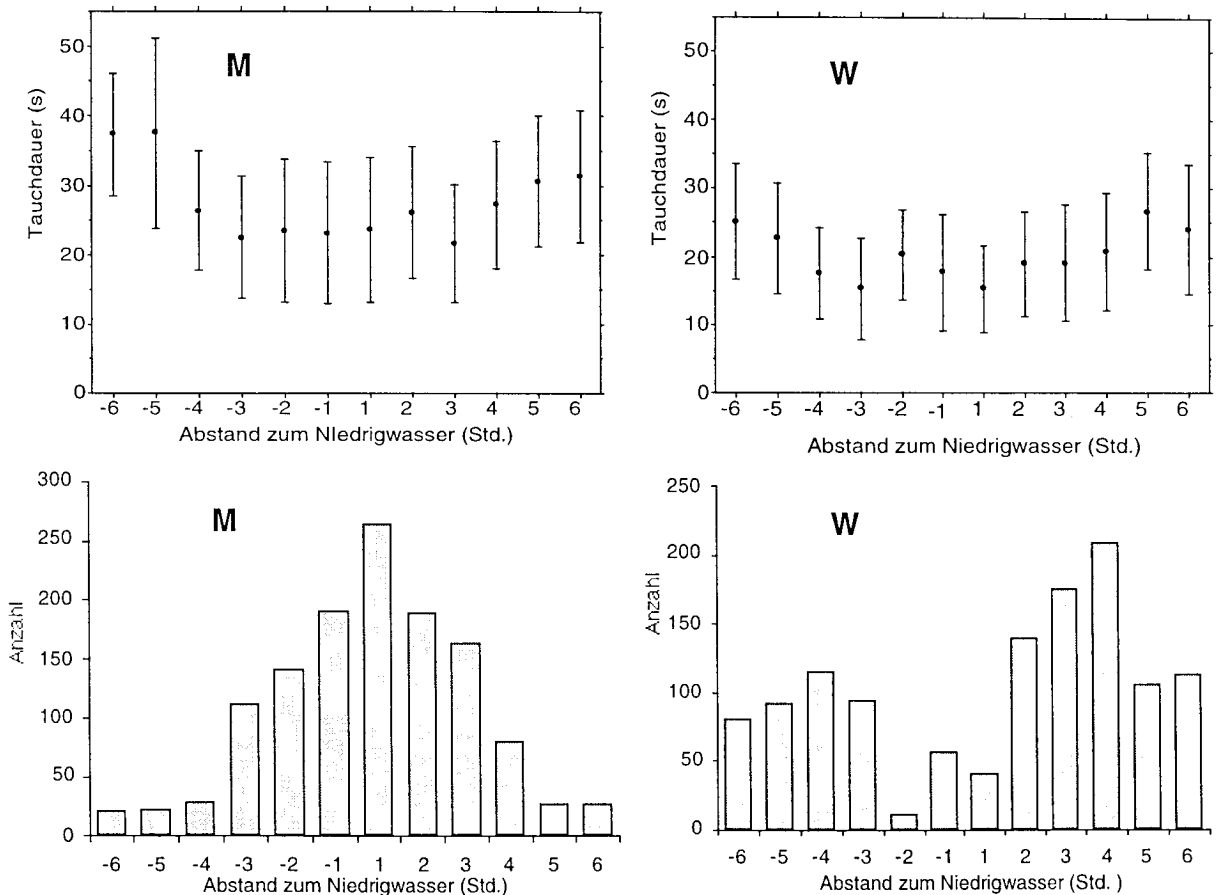 M
Tauchdauer (s)
50
40
30
20
10
0
-6 -5 -4 -3 -2 -1 1 2 3 4 5 6
Abstand zum NIedrigwasser (Std.)
W
Tauchdauer (s)
50
40
30
20
10
0
-6 -5 -4 -3 -2 -1 1 2 3 4 5 6
Abstand zum Niedrigwasser (Std.)
M
Anzahl
300
250
200
150
100
50
0
-6 -5 -4 -3 -2 -1 1 2 3 4 5 6
Abstand zum Niedrigwasser (Std.)
W
Anzahl
250
200
150
100
50
0
-6 -5 -4 -3 -2 -1 1 2 3 4 5 6
Abstand zum Niedrigwasser (Std. )